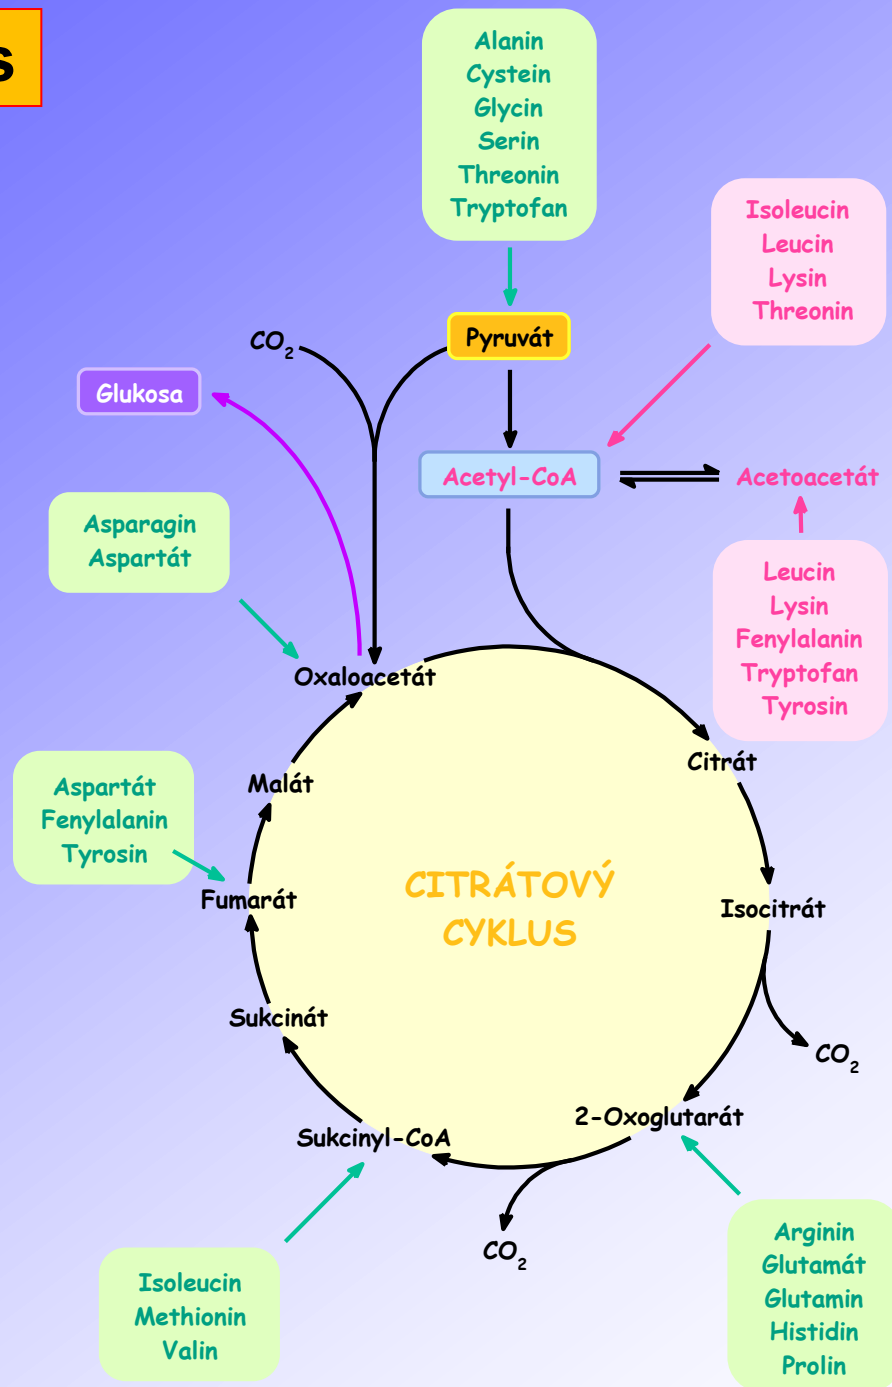 s
Alanin
Cystein
Glycin
Serin
Threonin
Tryptofan
Isoleucin
Leucin
Lysin
Threonin
CO₂
Pyruvát
Glukosa
Acetyl-CoA
Acetoacetát
Asparagin
Aspartát
Leucin
Lysin
Fenylalanin
Tryptofan
Tyrosin
Oxaloacetát
Citrát
Malát
Aspartát
Fenylalanin
Tyrosin
Fumarát
CITRÁTOVÝ
CYKLUS
Isocitrát
Sukcinát
CO₂
2-Oxoglutarát
Sukcinyl-CoA
CO₂
Isoleucin
Methionin
Valin
Arginin
Glutamát
Glutamin
Histidin
Prolin